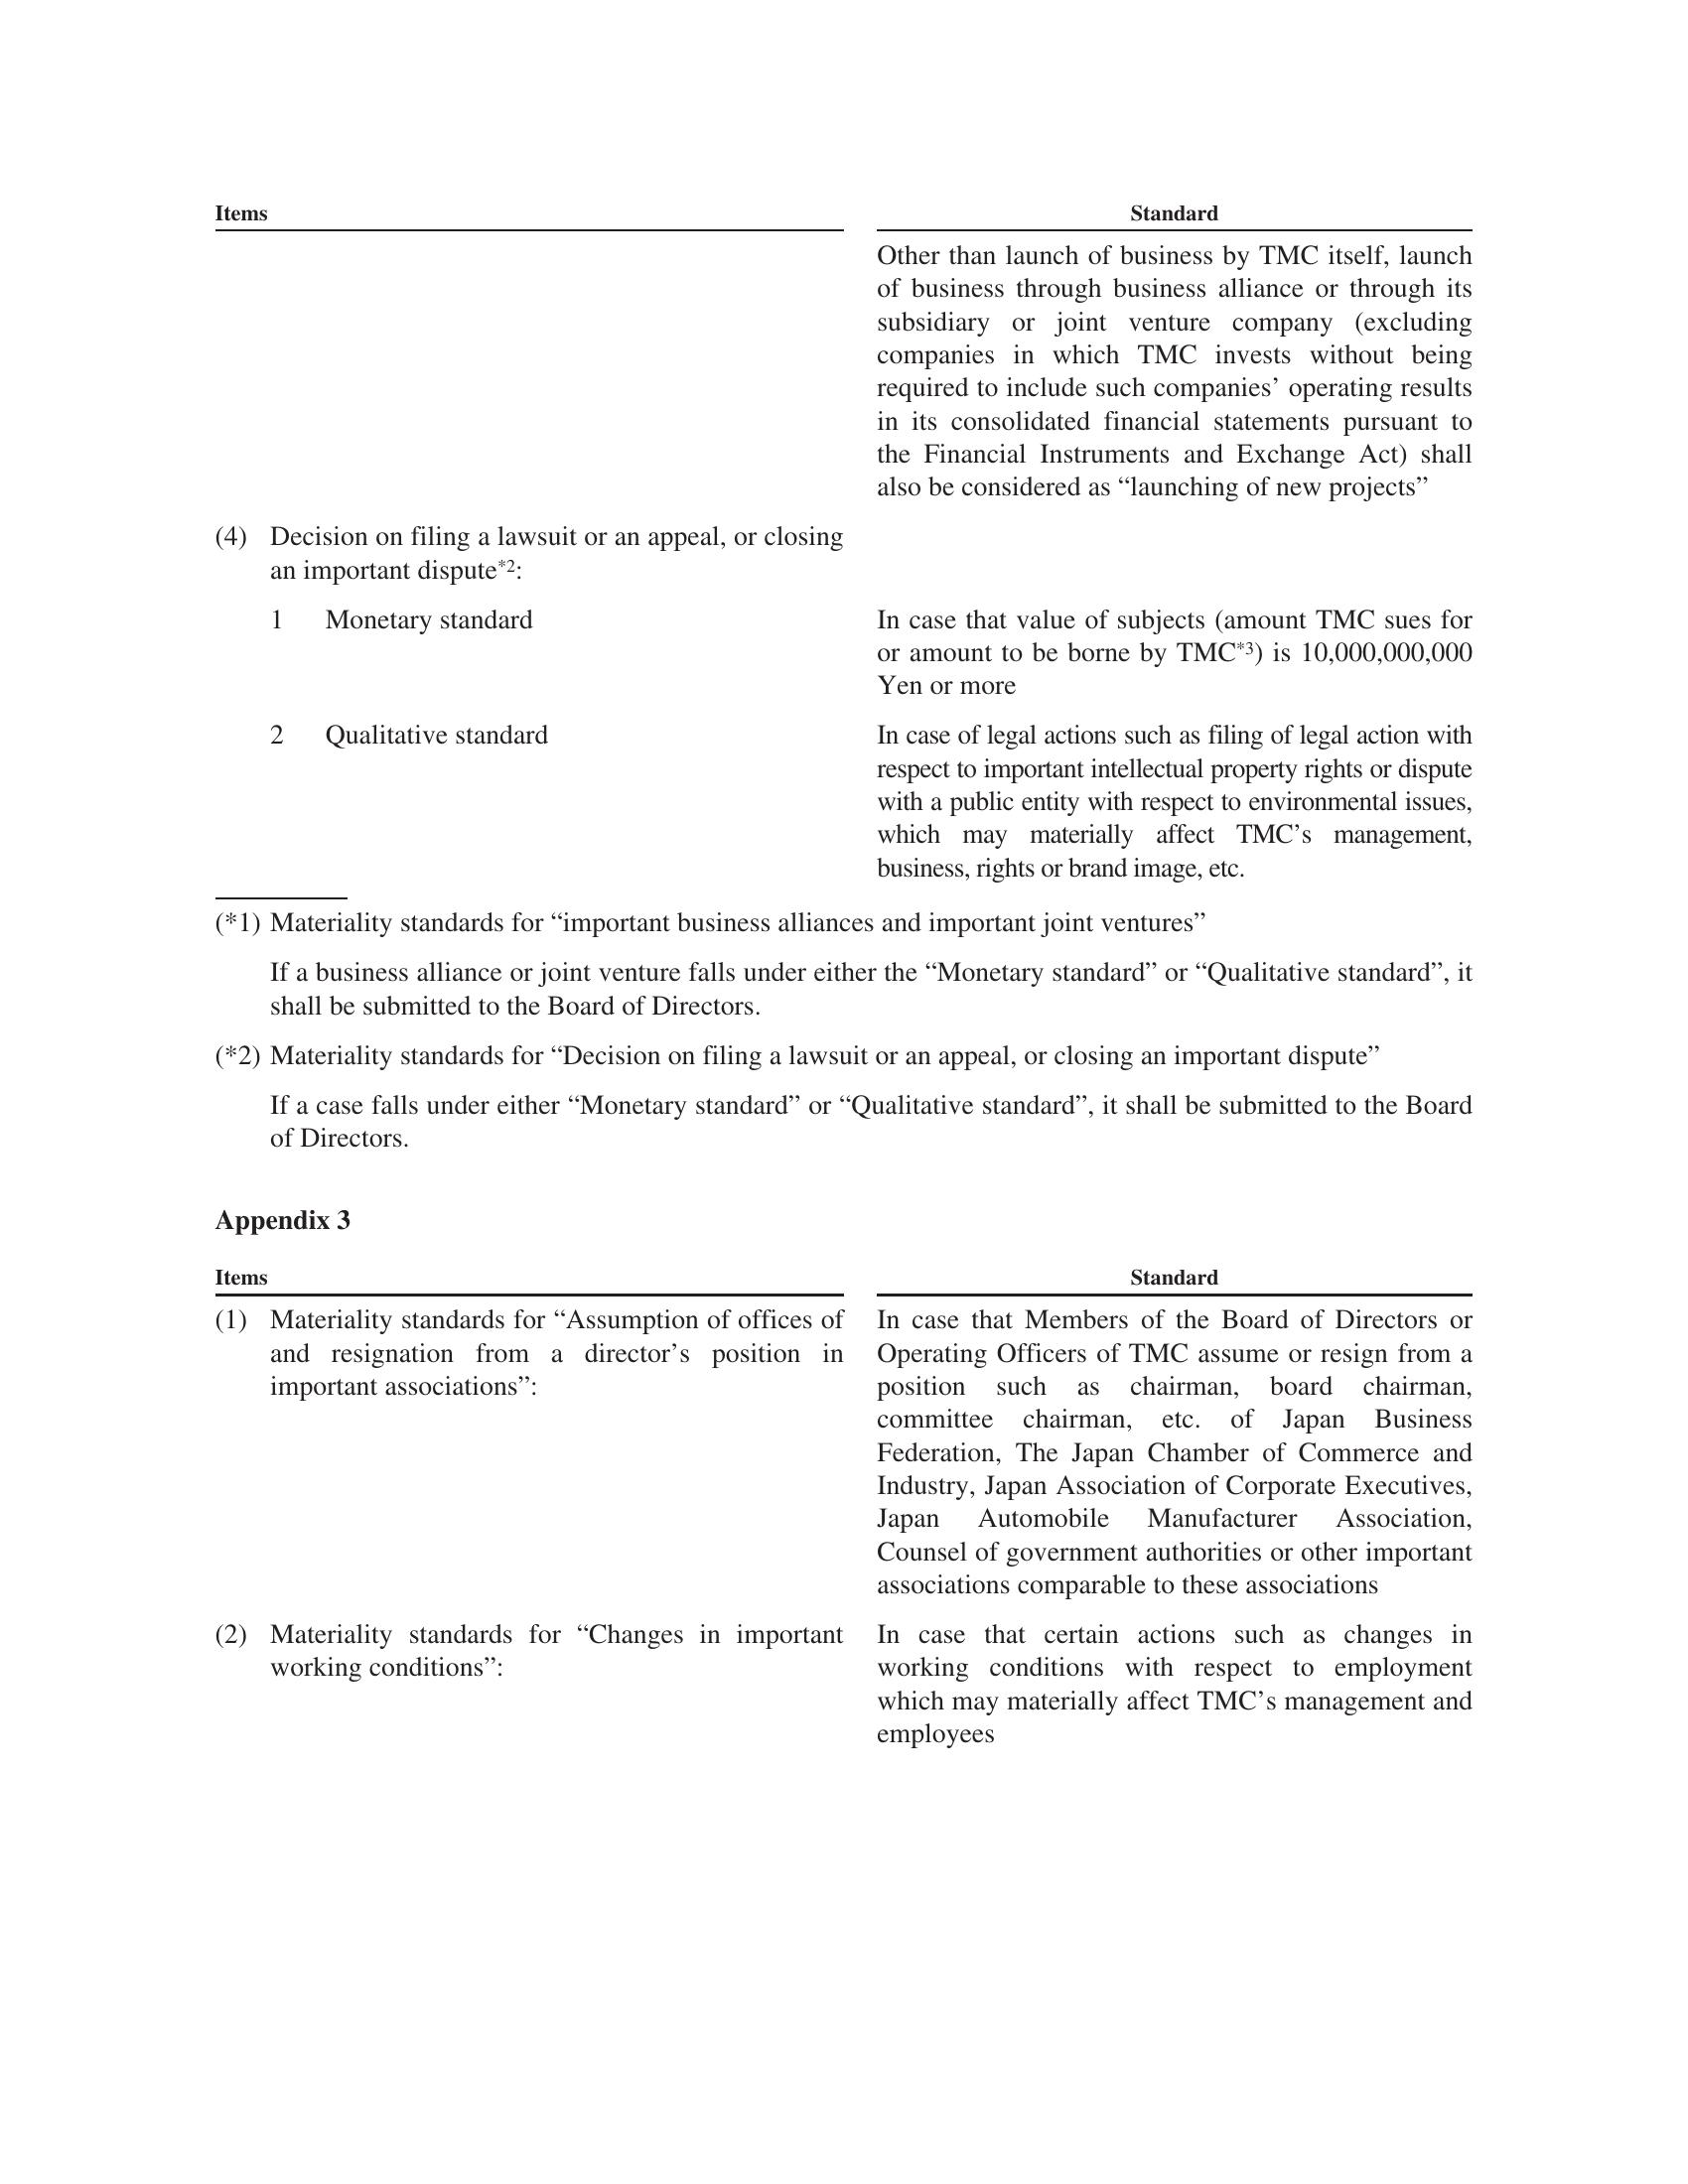 Items Standard
Other than launch of business by TMC itself, launch
of business through business alliance or through its
subsidiary or joint venture company (excluding
companies in which TMC invests without being
required to include such companies’ operating results
in its consolidated financial statements pursuant to
the Financial Instruments and Exchange Act) shall
also be considered as “launching of new projects”
(4) Decision on filing a lawsuit or an appeal, or closing
an important dispute*2:
1 Monetary standard
In case that value of subjects (amount TMC sues for
or amount to be borne by TMC*3) is 10,000,000,000
Yen or more
2 Qualitative standard
In case of legal actions such as filing of legal action with
respect to important intellectual property rights or dispute
with a public entity with respect to environmental issues,
which may materially affect TMC’s management,
business, rights or brand image, etc.
(*1) Materiality standards for “important business alliances and important joint ventures”
If a business alliance or joint venture falls under either the “Monetary standard” or “Qualitative standard”, it
shall be submitted to the Board of Directors.
(*2) Materiality standards for “Decision on filing a lawsuit or an appeal, or closing an important dispute”
If a case falls under either “Monetary standard” or “Qualitative standard”, it shall be submitted to the Board
of Directors.
Appendix 3
Items Standard
(1) Materiality standards for “Assumption of offices of
and resignation from a director’s position in
important associations”:
In case that Members of the Board of Directors or
Operating Officers of TMC assume or resign from a
position such as chairman, board chairman,
committee chairman, etc. of Japan Business
Federation, The Japan Chamber of Commerce and
Industry, Japan Association of Corporate Executives,
Japan Automobile Manufacturer Association,
Counsel of government authorities or other important
associations comparable to these associations
(2) Materiality standards for “Changes in important
working conditions”:
In case that certain actions such as changes in
working conditions with respect to employment
which may materially affect TMC’s management and
employees